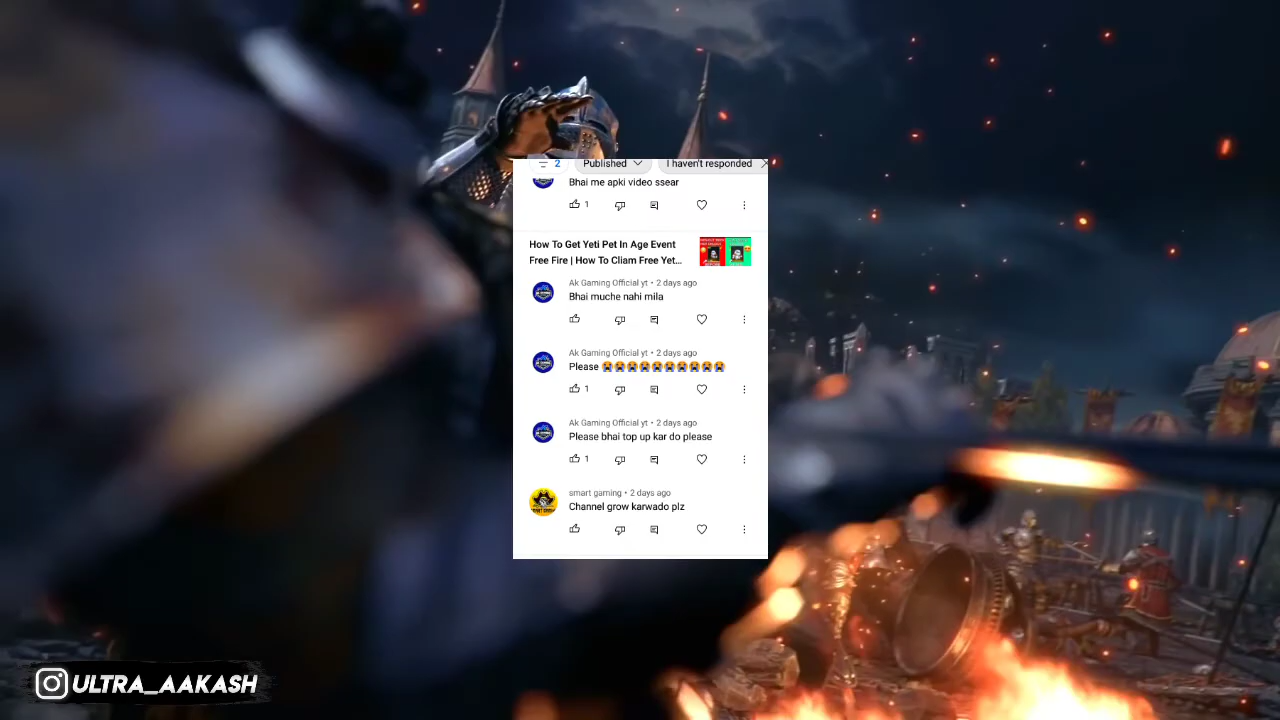 2
Published
I haven't responded
Bhai me apki video ssear
1
How To Get Yeti Pet In Age Event
Free Fire | How To Cliam Free Yet...
Ak Gaming Official yt • 2 days ago
Bhai muche nahi mila
Ak Gaming Official yt • 2 days ago
Please 😭😭😭😭😭😭😭😭😭😭
1
Ak Gaming Official yt • 2 days ago
Please bhai top up kar do please
1
smart gaming • 2 days ago
Channel grow karwado plz
ULTRA_AAKASH